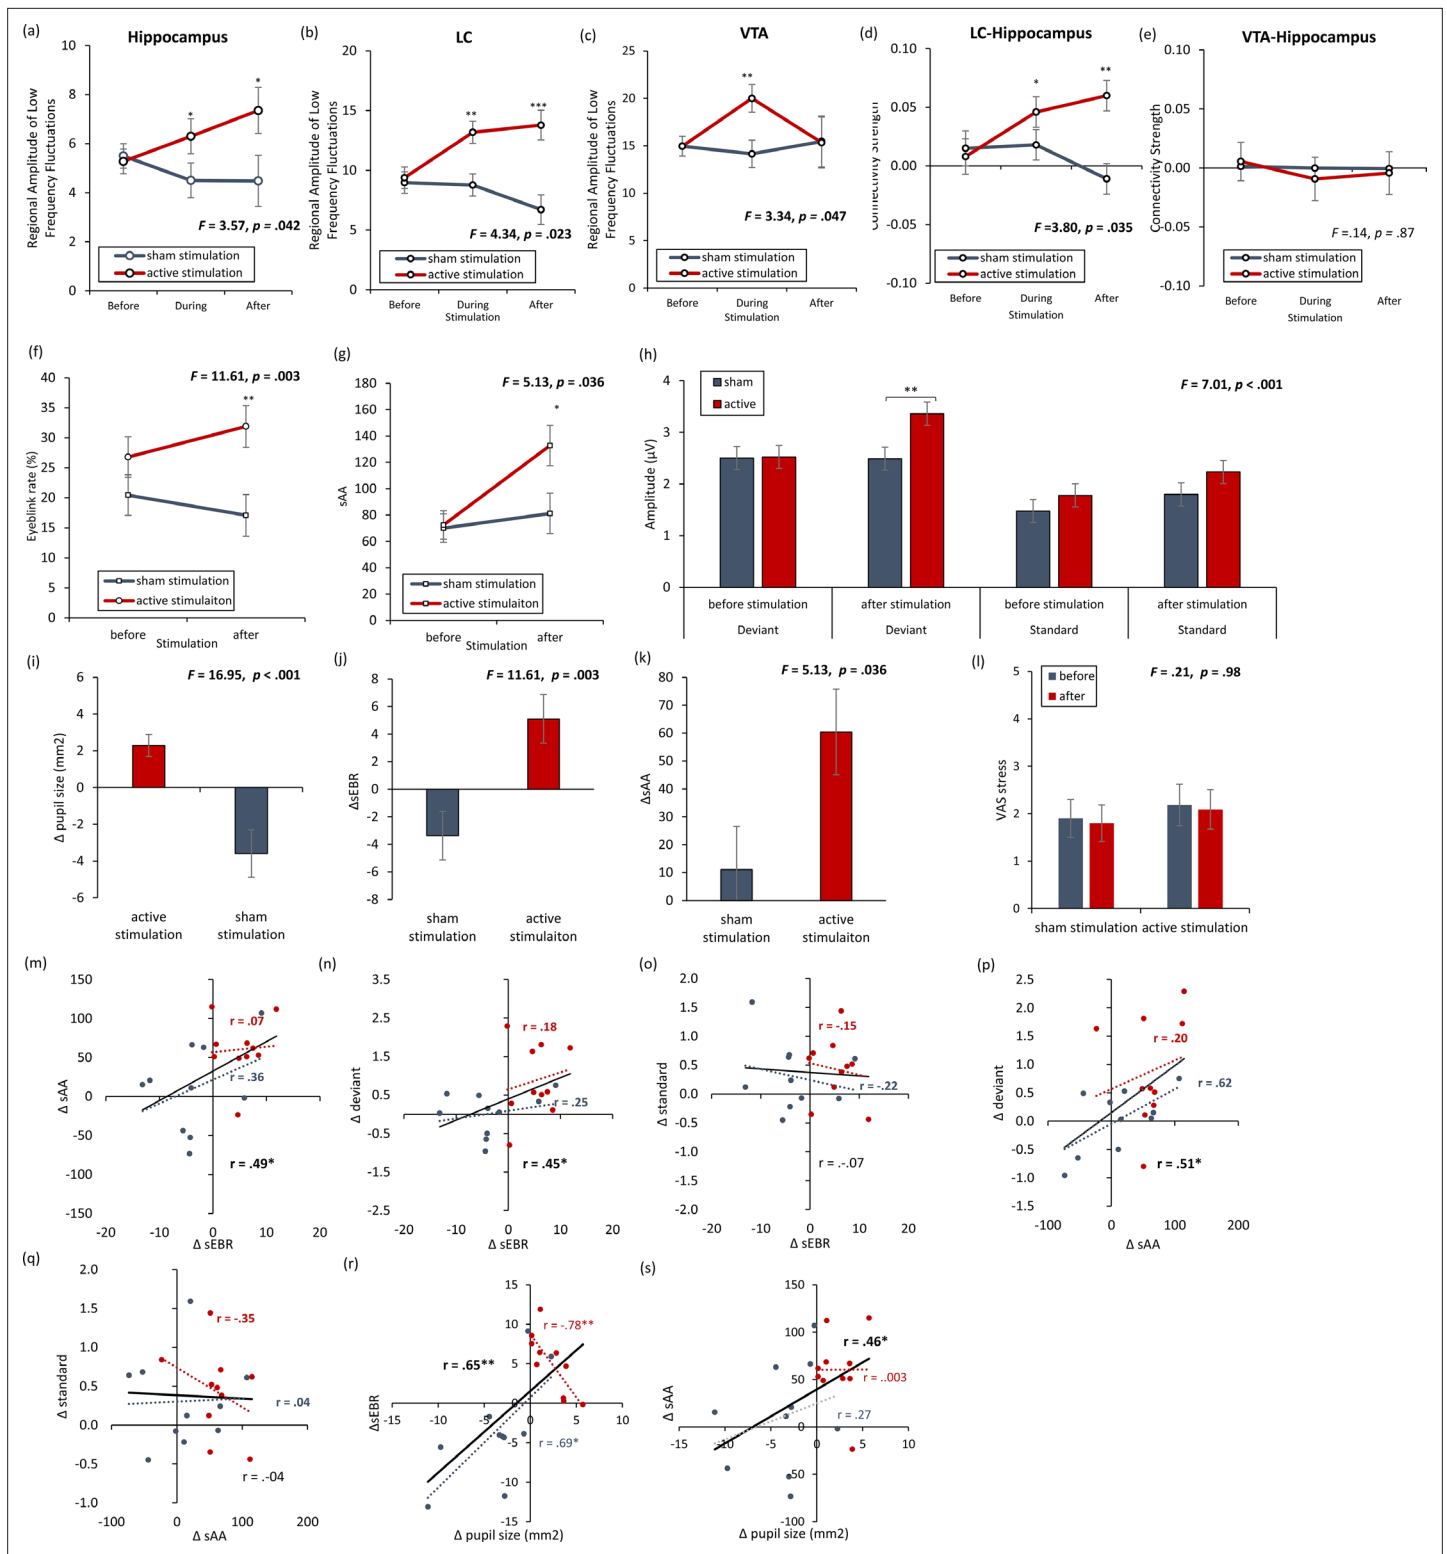 (a)
Hippocampus
Regional Amplitude of Low
Frequency Fluctuations
10
8
6
4
2
0
*
*
F = 3.57, p = .042
sham stimulation
active stimulation
Before
During
After
(b)
LC
Regional Amplitude of Low
Frequency Fluctuations
20
15
10
5
0
**
***
F = 4.34, p = .023
sham stimulation
active stimulation
Before
During
After
Stimulation
(c)
VTA
Regional Amplitude of Low
Frequency Fluctuations
25
20
15
10
5
0
**
F = 3.34, p = .047
sham stimulation
active stimulation
Before
During
After
Stimulation
(d)
LC-Hippocampus
Connectivity Strength
0.10
0.05
0.00
-0.05
-0.10
*
**
F =3.80, p = .035
sham stimulation
active stimulation
Before
During
After
Stimulation
(e)
VTA-Hippocampus
Connectivity Strength
0.10
0.05
0.00
-0.05
-0.10
F =.14, p = .87
sham stimulation
active stimulation
Before
During
After
Stimulation
(f)
F = 11.61, p = .003
Eyeblink rate (%)
40
35
30
25
20
15
10
5
0
**
sham stimulation
active stimulaiton
before
after
Stimulation
(g)
F = 5.13, p = .036
sAA
180
160
140
120
100
80
60
40
20
0
*
sham stimulation
active stimulaiton
before
after
Stimulation
(h)
sham
active
**
F = 7.01, p < .001
Amplitude (µV)
4
3
2
1
0
before stimulation
after stimulation
before stimulation
after stimulation
Deviant
Deviant
Standard
Standard
(i)
F = 16.95, p < .001
Δ pupil size (mm2)
6
4
2
0
-2
-4
-6
active
stimulation
sham
stimulation
(j)
F = 11.61, p = .003
ΔsEBR
8
6
4
2
0
-2
-4
-6
-8
sham
stimulation
active
stimulaiton
(k)
F = 5.13, p = .036
ΔsAA
80
70
60
50
40
30
20
10
0
sham
stimulation
active
stimulaiton
(l)
before
after
F = .21, p = .98
VAS stress
5
4
3
2
1
0
sham stimulation
active stimulation
(m)
Δ sAA
150
100
50
0
-50
-100
-150
r = .07
r = .36
r = .49*
-20
-10
0
10
20
Δ sEBR
(n)
Δ deviant
3.5
2.5
1.5
0.5
-0.5
-1.5
-2.5
r = .18
r = .25
r = .45*
-20
-10
0
10
20
Δ sEBR
(o)
Δ standard
2.0
1.5
1.0
0.5
0.0
-0.5
-1.0
-1.5
-2.0
r = -.15
r = -.22
r = .-.07
-20
-10
0
10
20
Δ sEBR
(p)
Δ deviant
2.5
2.0
1.5
1.0
0.5
0.0
-0.5
-1.0
-1.5
r = .20
r = .62
r = .51*
-100
0
100
200
Δ sAA
(q)
Δ standard
2.0
1.5
1.0
0.5
0.0
-0.5
-1.0
r = -.35
r = .04
r = .-04
-100
0
100
200
Δ sAA
(r)
ΔsEBR
15
10
5
0
-5
-10
-15
r = -.78**
r = .65**
r = .69*
-15
-10
-5
0
5
10
Δ pupil size (mm2)
(s)
Δ sAA
150
100
50
0
-50
-100
r = .46*
r = ..003
r = .27
-15
-10
-5
0
5
10
Δ pupil size (mm2)